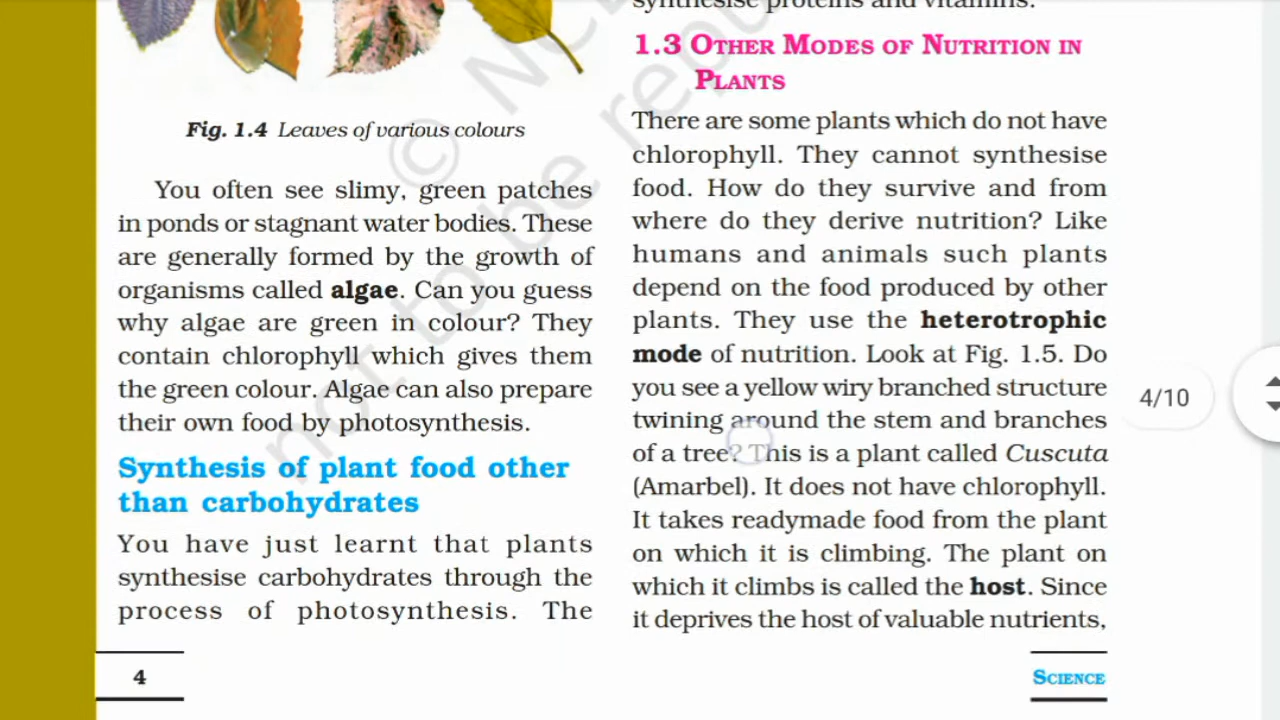 Fig. 1.4 Leaves of various colours
You often see slimy, green patches
in ponds or stagnant water bodies. These
are generally formed by the growth of
organisms called algae. Can you guess
why algae are green in colour? They
contain chlorophyll which gives them
the green colour. Algae can also prepare
their own food by photosynthesis.
Synthesis of plant food other
than carbohydrates
You have just learnt that plants
synthesise carbohydrates through the
process of photosynthesis. The
4
synthesise proteins and vitamins.
1.3 OTHER MODES OF NUTRITION IN
PLANTS
There are some plants which do not have
chlorophyll. They cannot synthesise
food. How do they survive and from
where do they derive nutrition? Like
humans and animals such plants
depend on the food produced by other
plants. They use the heterotrophic
mode of nutrition. Look at Fig. 1.5. Do
you see a yellow wiry branched structure
twining around the stem and branches
of a tree? This is a plant called Cuscuta
(Amarbel). It does not have chlorophyll.
It takes readymade food from the plant
on which it is climbing. The plant on
which it climbs is called the host. Since
it deprives the host of valuable nutrients,
SCIENCE
4/10
© NC
not to be repu